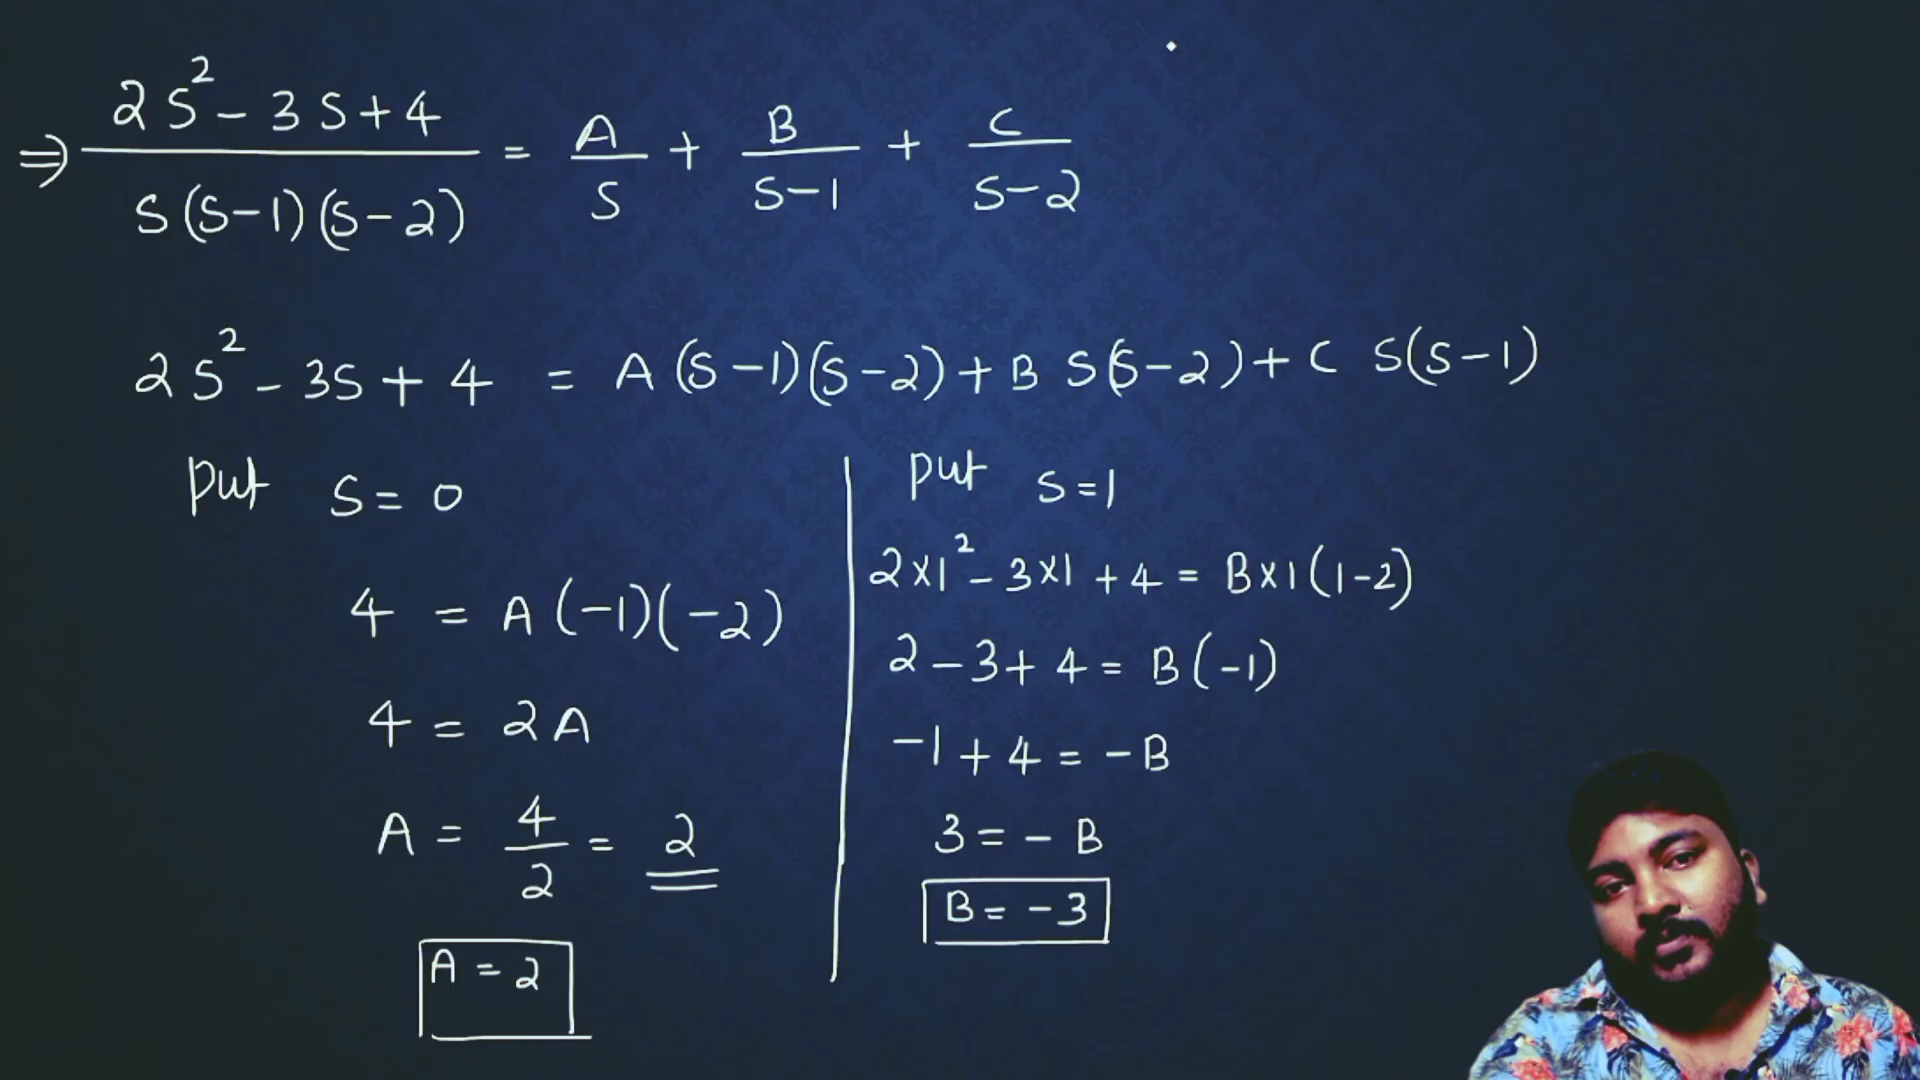 ⇒ (2S² - 3S + 4) / (S(S-1)(S-2)) = A/S + B/(S-1) + C/(S-2)
2S² - 3S + 4 = A(S-1)(S-2) + B S(S-2) + C S(S-1)
Put S = 0
4 = A(-1)(-2)
4 = 2A
A = 4/2 = 2
A = 2
Put S=1
2×1² - 3×1 + 4 = B×1(1-2)
2 - 3 + 4 = B(-1)
-1 + 4 = -B
3 = - B
B = -3